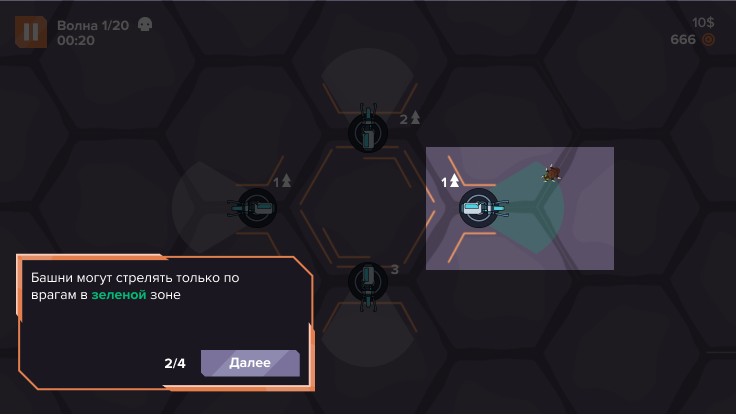 Волна 1/20
00:20
10$
666
2
1
1
3
Башни могут стрелять только по
врагам в зеленой зоне
2/4
Далее